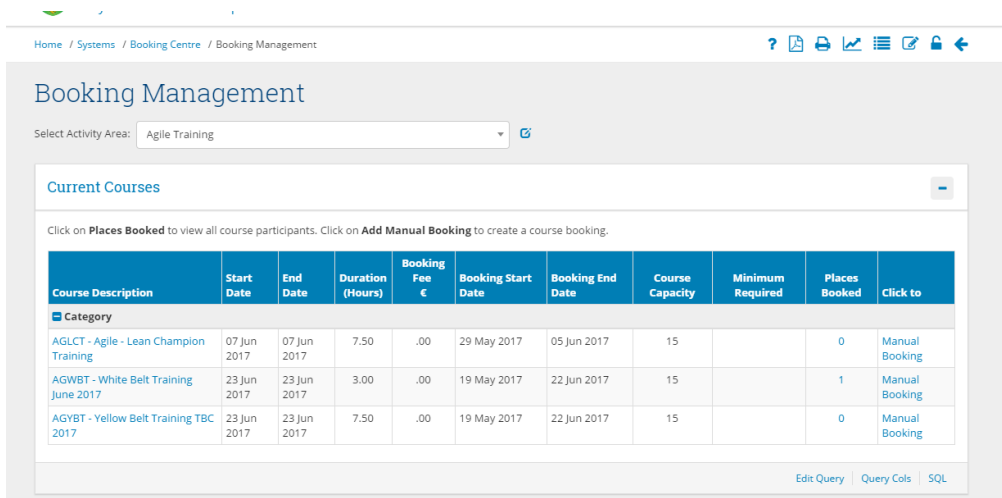 Home / Systems / Booking Centre / Booking Management
?
Booking Management
Select Activity Area: Agile Training
Current Courses
Click on Places Booked to view all course participants. Click on Add Manual Booking to create a course booking.
Course Description Start Date End Date Duration (Hours) Booking Fee € Booking Start Date Booking End Date Course Capacity Minimum Required Places Booked Click to
Category
AGLCT - Agile - Lean Champion Training 07 Jun 2017 07 Jun 2017 7.50 .00 29 May 2017 05 Jun 2017 15 0 Manual Booking
AGWBT - White Belt Training June 2017 23 Jun 2017 23 Jun 2017 3.00 .00 19 May 2017 22 Jun 2017 15 1 Manual Booking
AGYBT - Yellow Belt Training TBC 2017 23 Jun 2017 23 Jun 2017 7.50 .00 19 May 2017 22 Jun 2017 15 0 Manual Booking
Edit Query Query Cols SQL